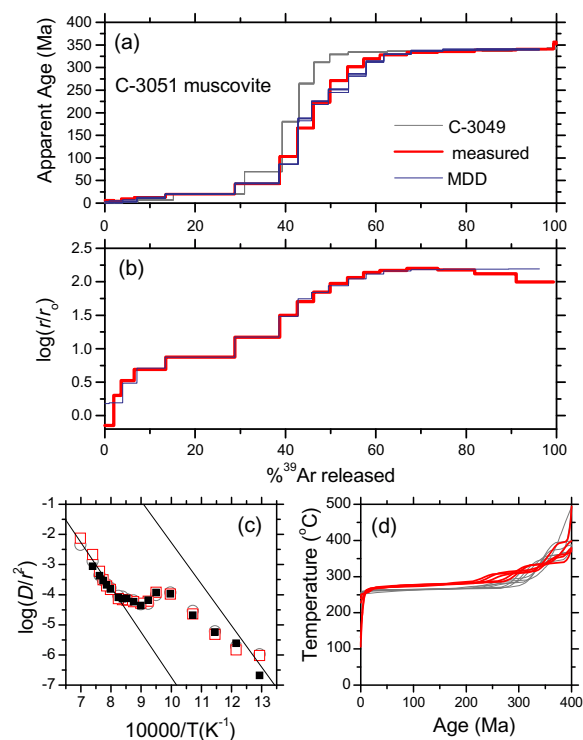 (a)
C-3051 muscovite
Apparent Age (Ma)
400
350
300
250
200
150
100
50
0
C-3049
measured
MDD
0 20 40 60 80 100
(b)
log(r/ro)
2.5
2.0
1.5
1.0
0.5
0.0
0 20 40 60 80 100
%39Ar released
(c)
log(D/r2)
-1
-2
-3
-4
-5
-6
-7
7 8 9 10 11 12 13
10000/T(K-1)
(d)
Temperature (oC)
500
400
300
200
100
0
0 100 200 300 400
Age (Ma)